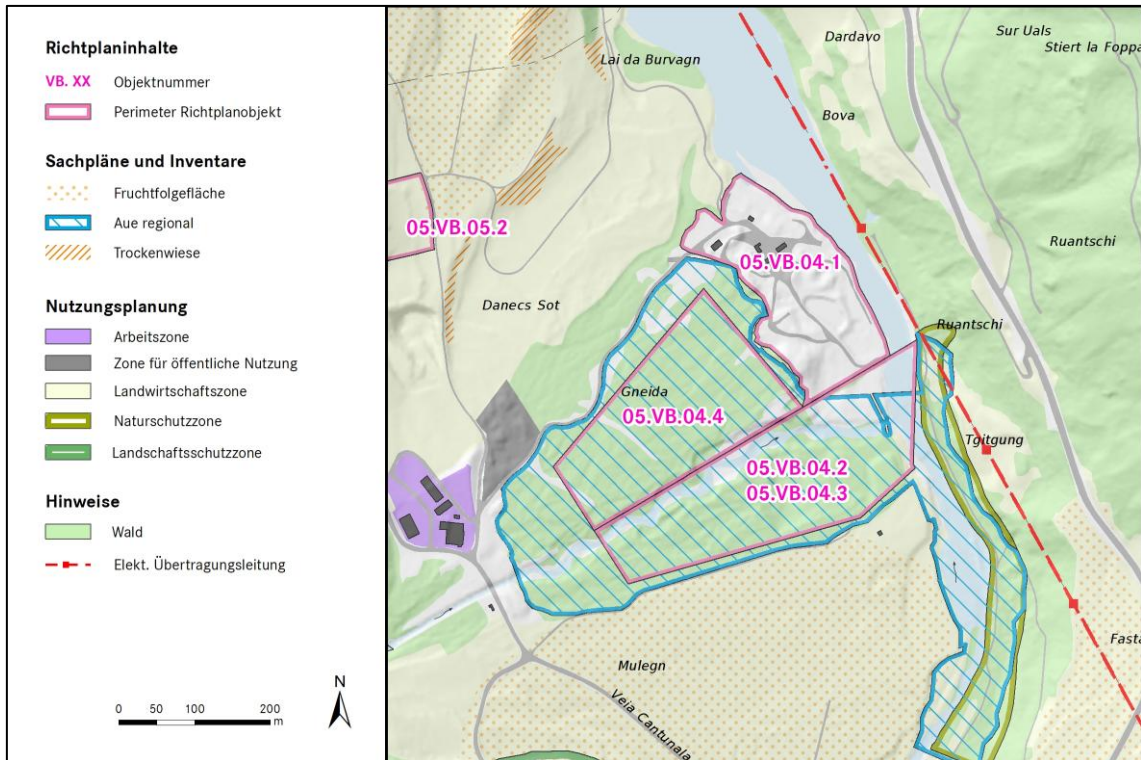 Richtplaninhalte
VB. XX Objektnummer
Perimeter Richtplanobjekt
Sachpläne und Inventare
Fruchtfolgefläche
Aue regional
Trockenwiese
Nutzungsplanung
Arbeitszone
Zone für öffentliche Nutzung
Landwirtschaftszone
Naturschutzzone
Landschaftsschutzzone
Hinweise
Wald
Elekt. Übertragungsleitung
0 50 100 200
m
N
Dardavo
Sur Uals
Stiert la Foppa
Lai da Burvagn
Bova
05.VB.05.2
Ruantschi
05.VB.04.1
Danecs Sot
Ruantschi
Gneida
05.VB.04.4
Tgitgung
05.VB.04.2
05.VB.04.3
Mulegn
Fasta
Veia Cantunala